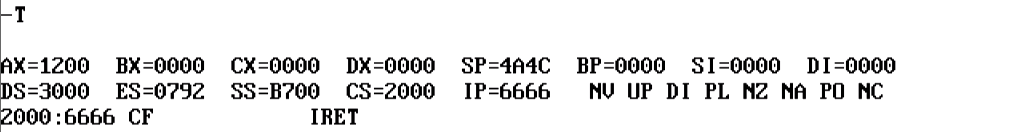 -T
AX=1200 BX=0000 CX=0000 DX=0000 SP=4A4C BP=0000 SI=0000 DI=0000
DS=3000 ES=0792 SS=B700 CS=2000 IP=6666 NV UP DI PL NZ NA PO NC
2000:6666 CF IRET